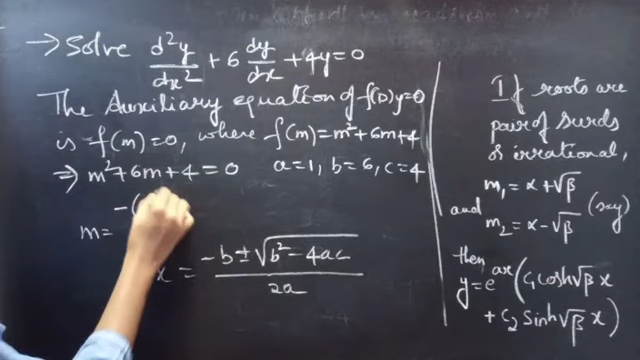 → Solve d²y/dx² + 6 dy/dx + 4y = 0
The Auxiliary equation of f(D)y=0
is f(m) = 0, where f(m) = m² + 6m + 4
⇒ m² + 6m + 4 = 0 a = 1, b = 6, c = 4
m = -(
x = -b ± √b² - 4ac / 2a
If roots are
pair of surds
& irrational,
m₁ = α + √β
and (say)
m₂ = α - √β
then
y = e^αx (c₁ cosh √β x
+ c₂ sinh √β x)